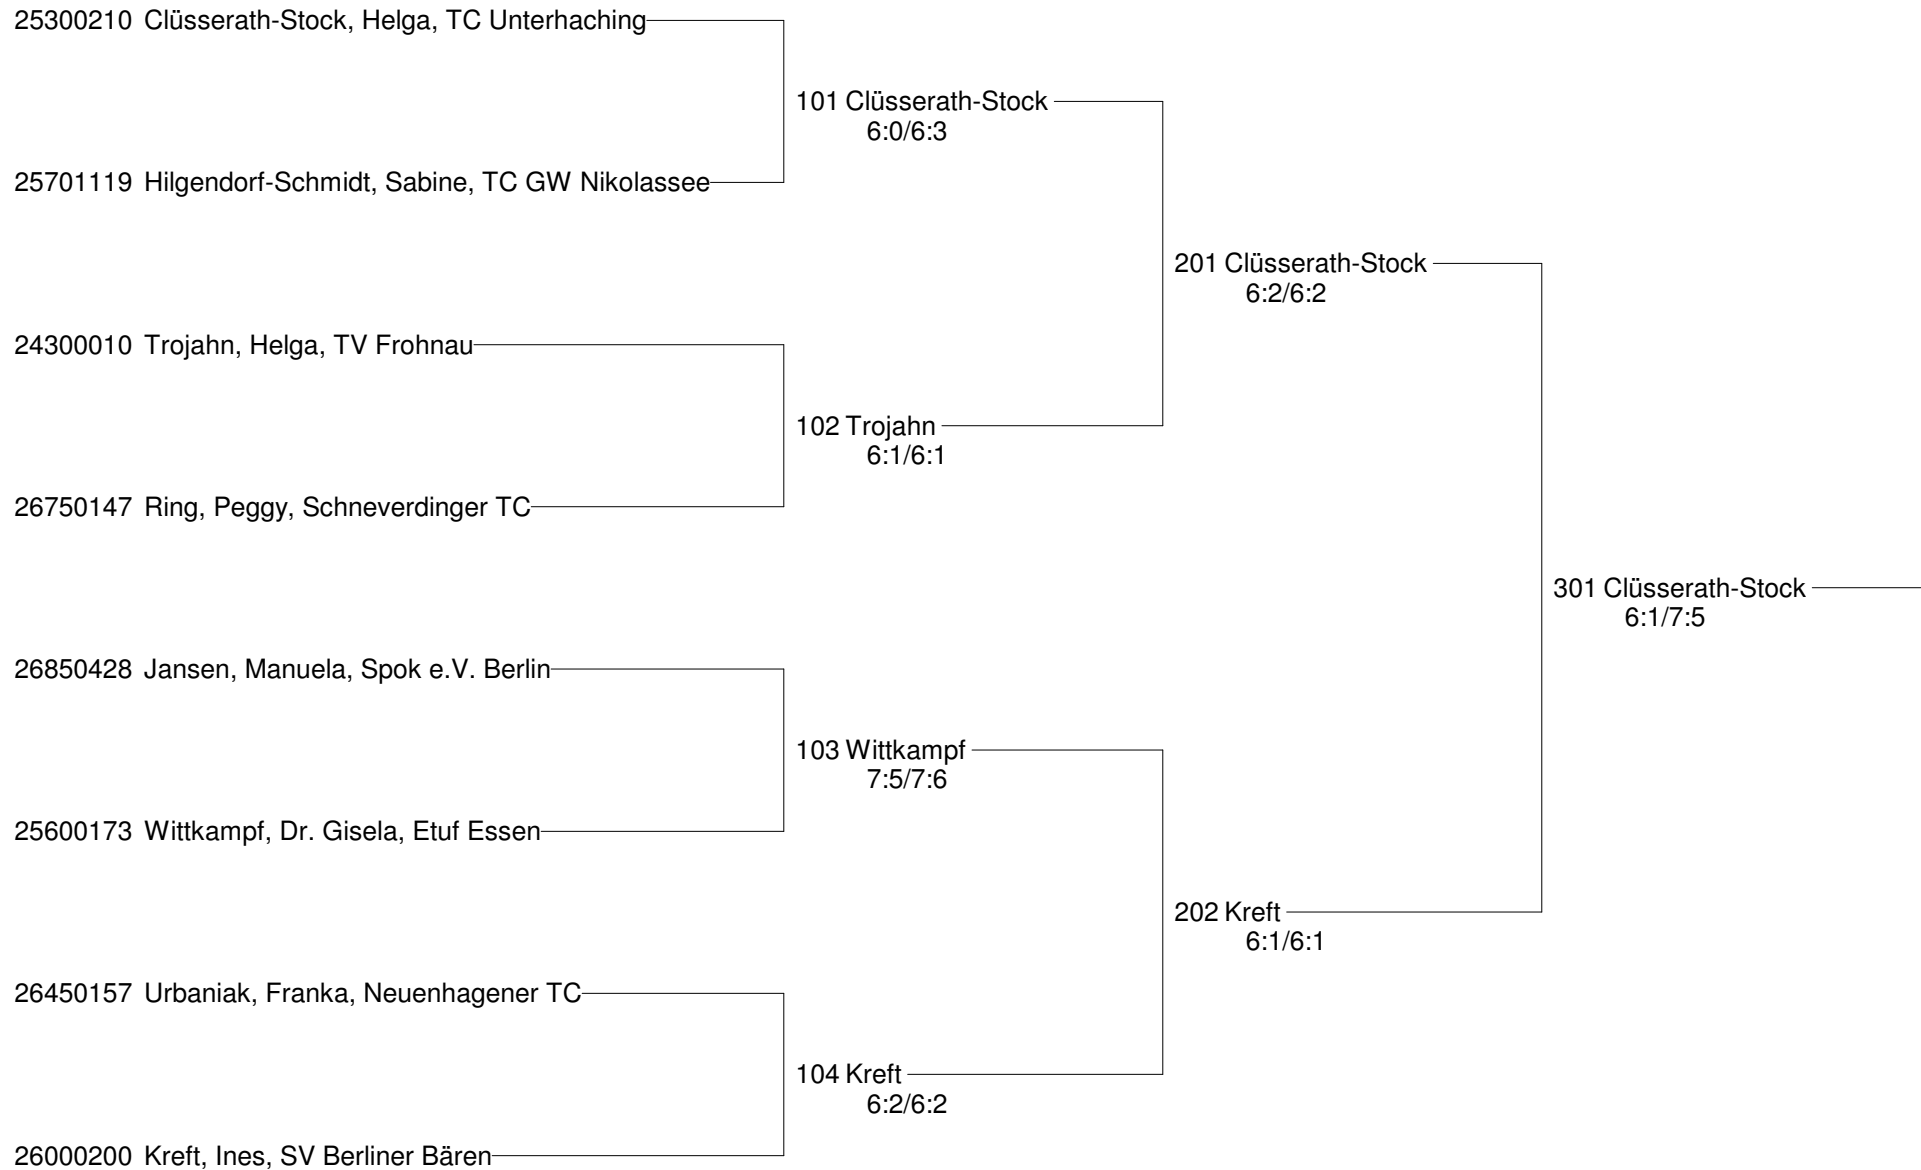 25300210 Clüsserath-Stock, Helga, TC Unterhaching
101 Clüsserath-Stock
6:0/6:3
25701119 Hilgendorf-Schmidt, Sabine, TC GW Nikolassee
201 Clüsserath-Stock
6:2/6:2
24300010 Trojahn, Helga, TV Frohnau
102 Trojahn
6:1/6:1
26750147 Ring, Peggy, Schneverdinger TC
301 Clüsserath-Stock
6:1/7:5
26850428 Jansen, Manuela, Spok e.V. Berlin
103 Wittkampf
7:5/7:6
25600173 Wittkampf, Dr. Gisela, Etuf Essen
202 Kreft
6:1/6:1
26450157 Urbaniak, Franka, Neuenhagener TC
104 Kreft
6:2/6:2
26000200 Kreft, Ines, SV Berliner Bären